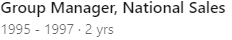 Group Manager, National Sales
1995 - 1997 · 2 yrs